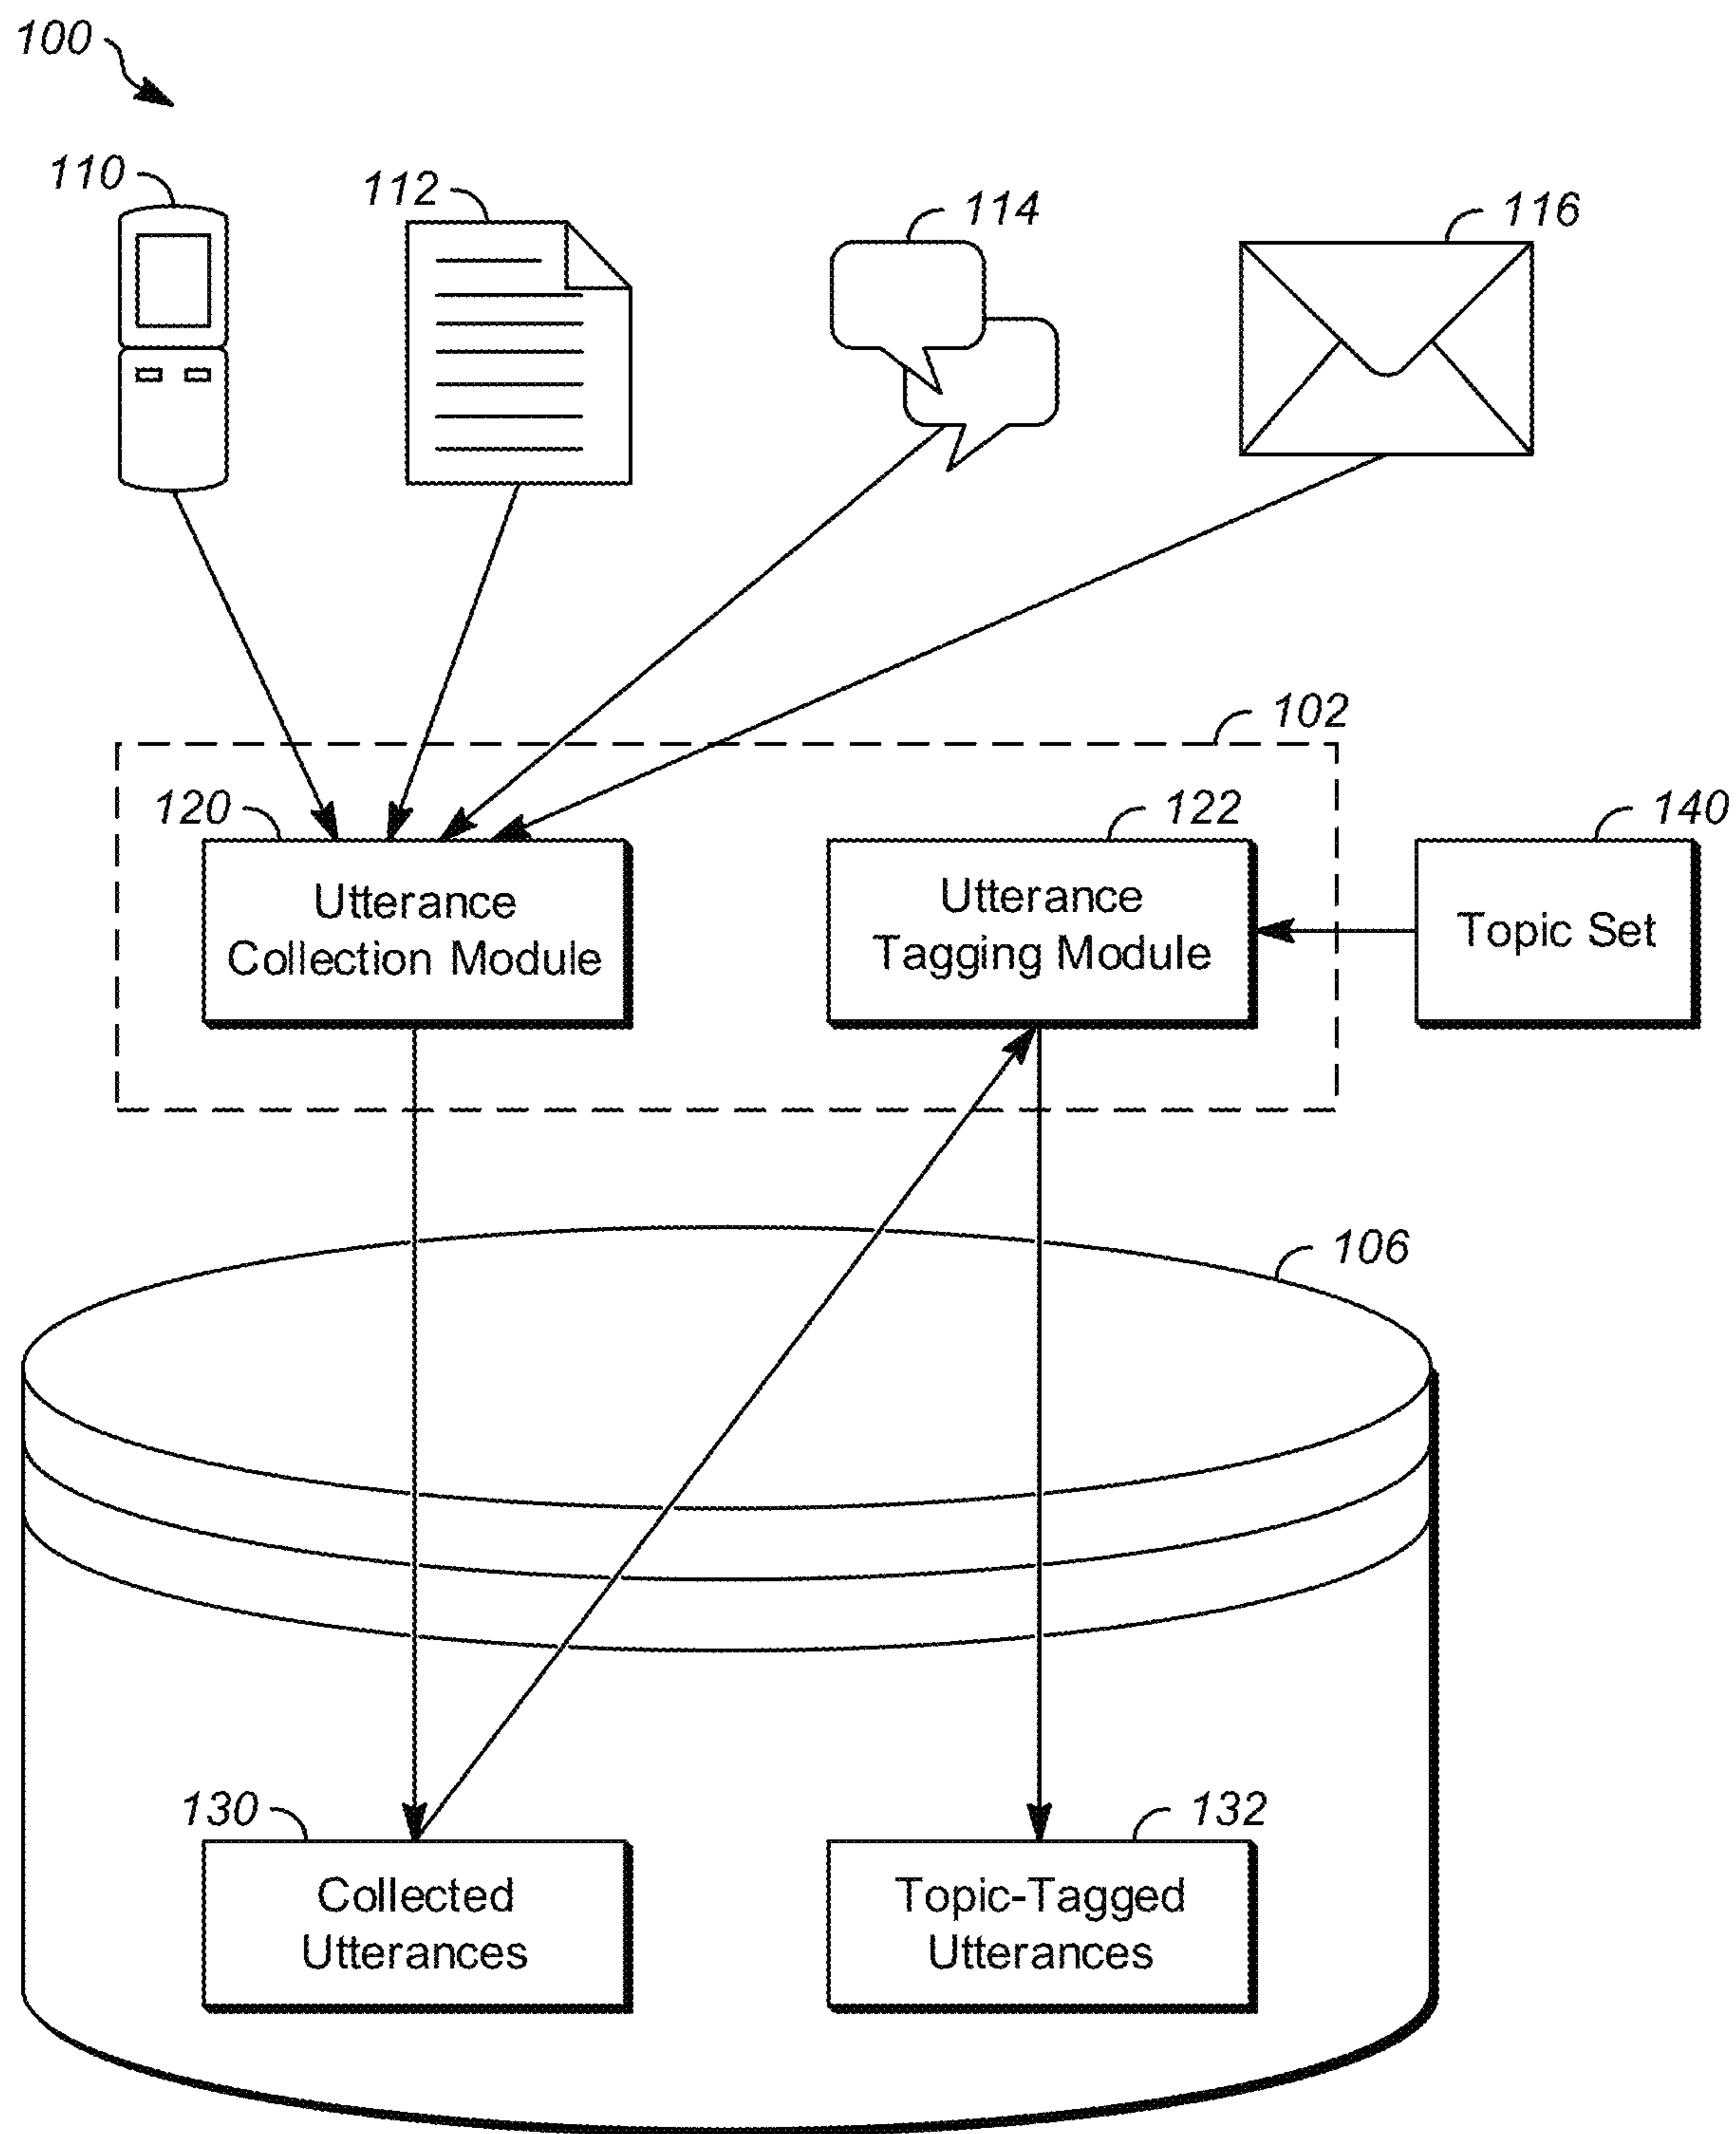 100
110
112
114
116
102
120
122
140
Utterance
Collection Module
Utterance
Tagging Module
Topic Set
106
130
132
Collected
Utterances
Topic-Tagged
Utterances